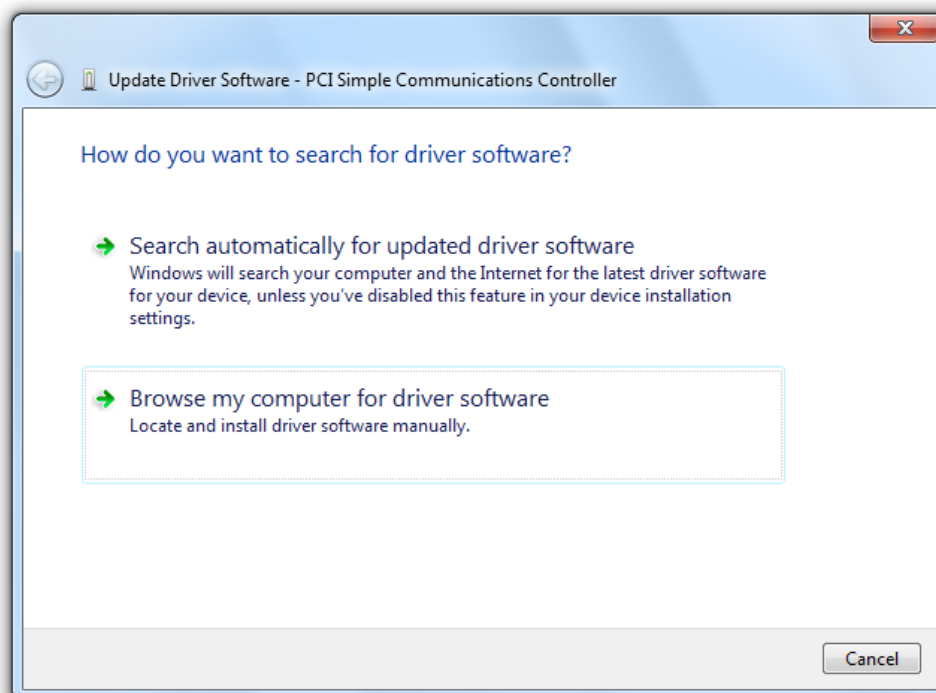 Update Driver Software - PCI Simple Communications Controller
How do you want to search for driver software?
Search automatically for updated driver software
Windows will search your computer and the Internet for the latest driver software
for your device, unless you've disabled this feature in your device installation
settings.
Browse my computer for driver software
Locate and install driver software manually.
Cancel